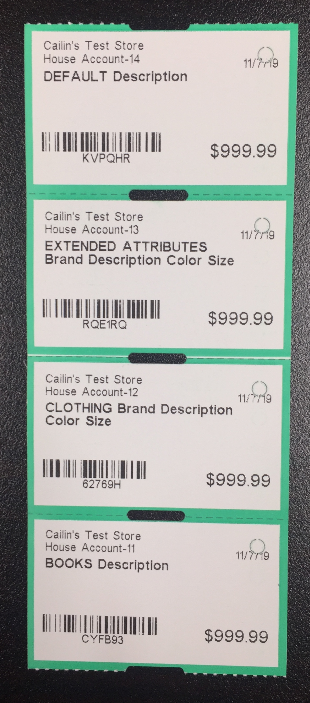 Cailin's Test Store
House Account-14
11/7/19
DEFAULT Description
KVPQHR
$999.99
Cailin's Test Store
House Account-13
11/7/19
EXTENDED ATTRIBUTES
Brand Description Color Size
RQE1RQ
$999.99
Cailin's Test Store
House Account-12
11/7/19
CLOTHING Brand Description
Color Size
62769H
$999.99
Cailin's Test Store
House Account-11
11/7/19
BOOKS Description
CYFB93
$999.99